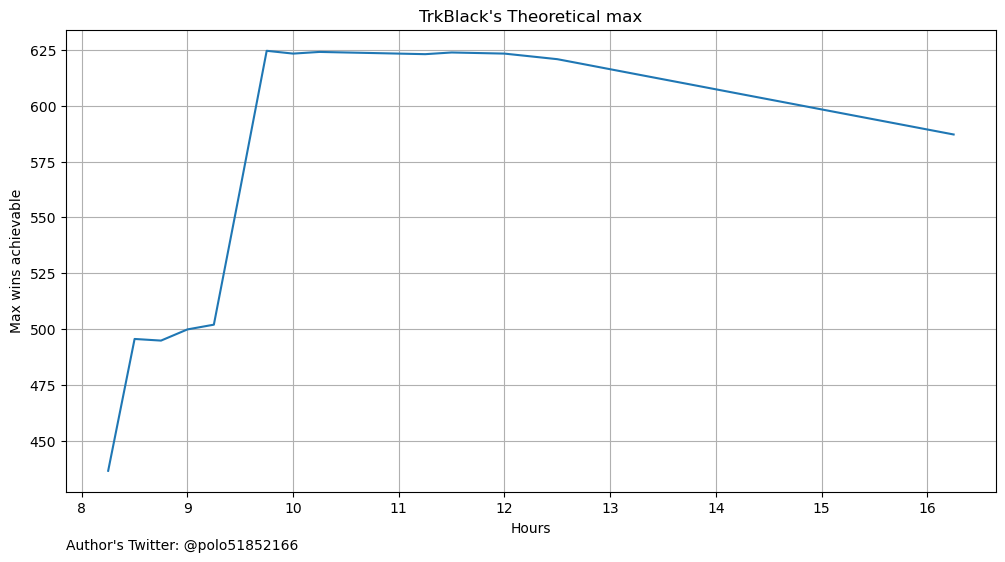 TrkBlack's Theoretical max
Max wins achievable
625
600
575
550
525
500
475
450
8 9 10 11 12 13 14 15 16
Hours
Author's Twitter: @polo51852166